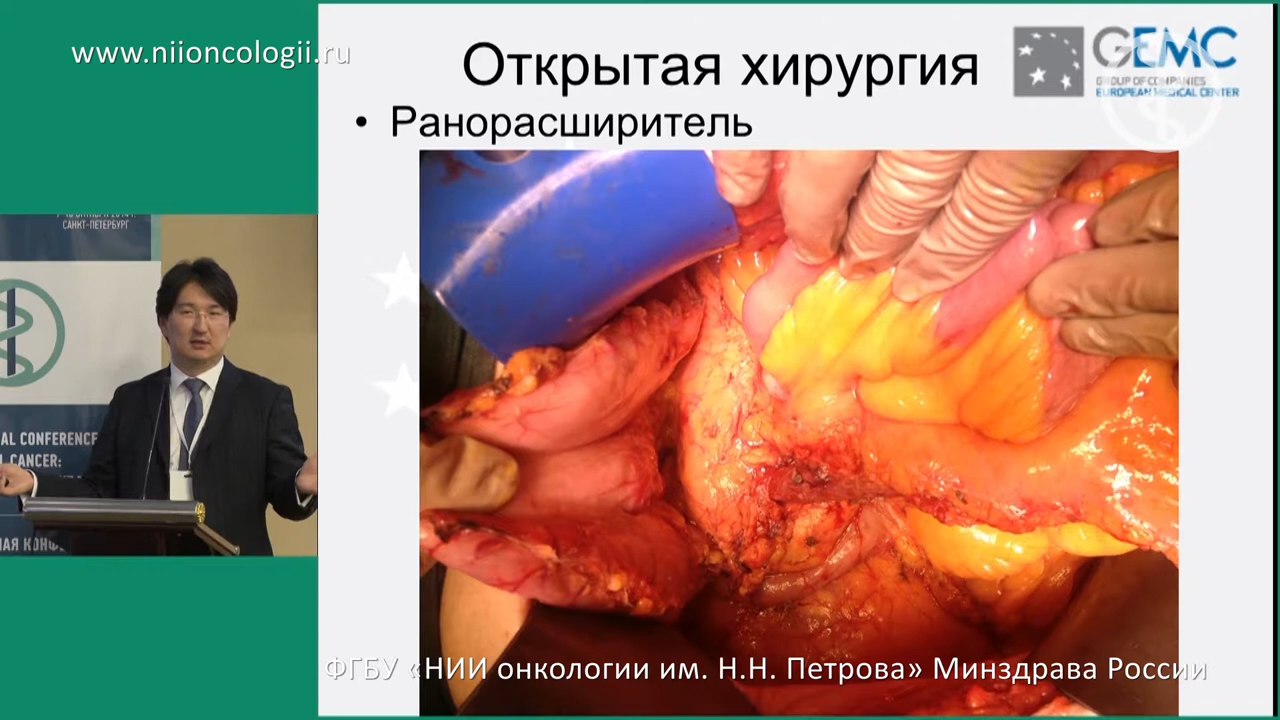 www.niioncologii.ru
Открытая хирургия
GEMC
GROUP OF COMPANIES
EUROPEAN MEDICAL CENTER
• Ранорасширитель
САНКТ-ПЕТЕРБУРГ
AL CONFERENCE
CANCER:
НАЯ КОНФ
ФГБУ «НИИ онкологии им. Н.Н. Петрова» Минздрава России